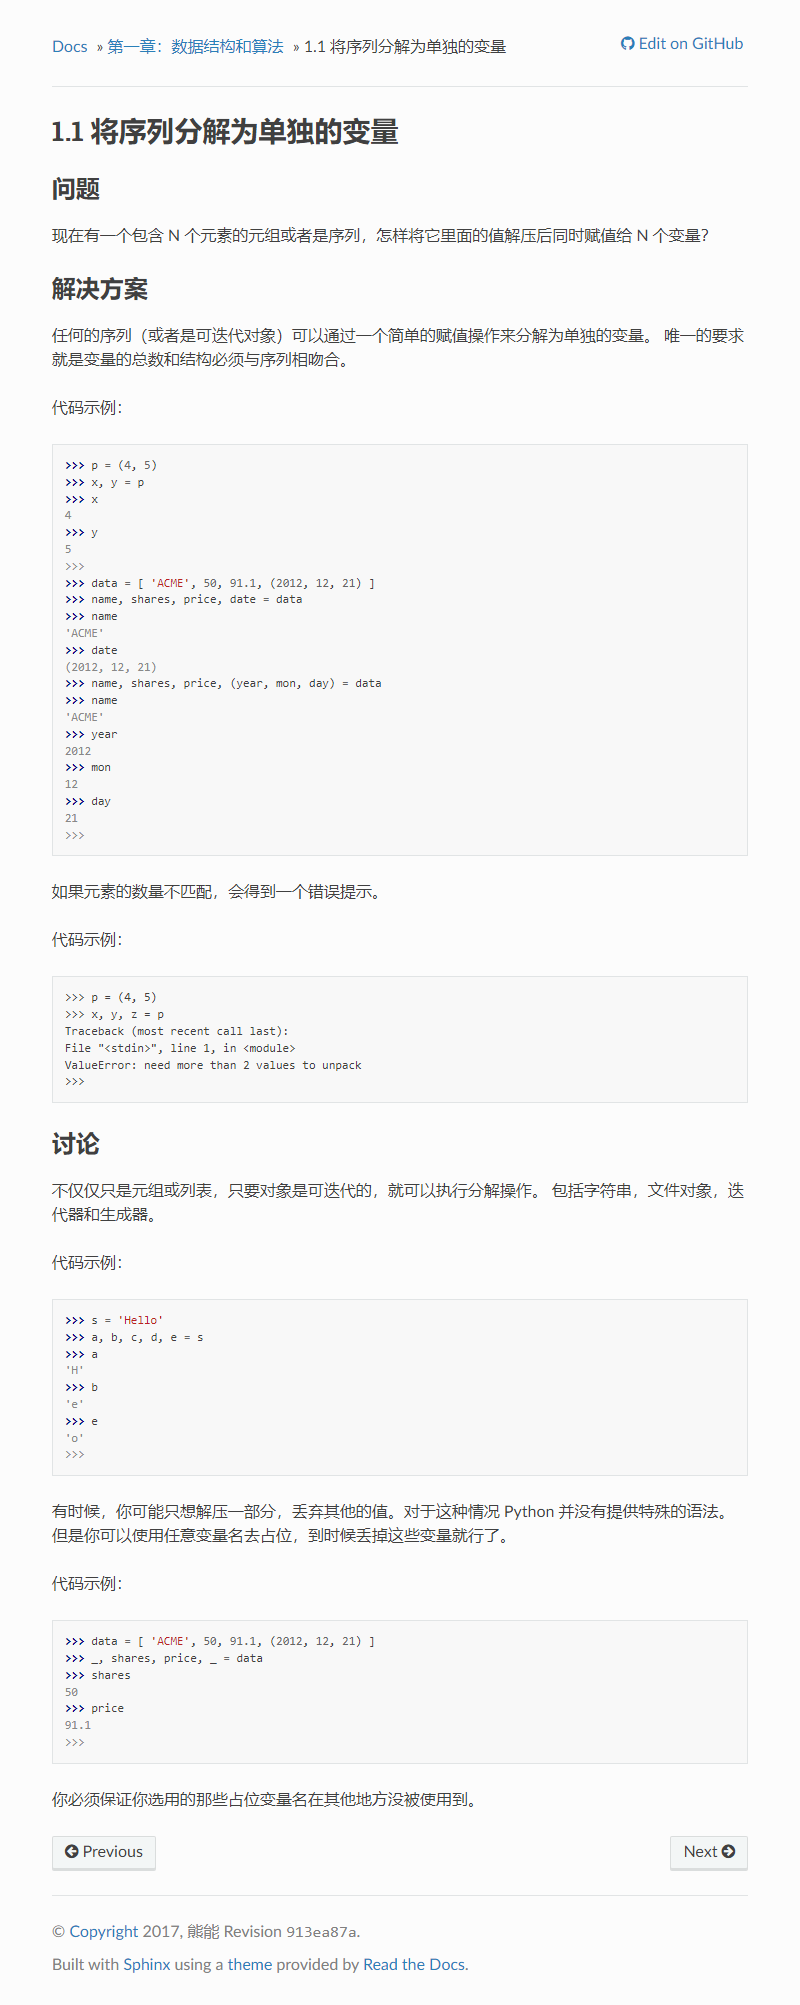 Docs » 第一章：数据结构和算法 » 1.1 将序列分解为单独的变量
Edit on GitHub
1.1 将序列分解为单独的变量
问题
现在有一个包含 N 个元素的元组或者是序列，怎样将它里面的值解压后同时赋值给 N 个变量？
解决方案
任何的序列（或者是可迭代对象）可以通过一个简单的赋值操作来分解为单独的变量。 唯一的要求
就是变量的总数和结构必须与序列相吻合。
代码示例：
>>> p = (4, 5)
>>> x, y = p
>>> x
4
>>> y
5
>>>
>>> data = [ 'ACME', 50, 91.1, (2012, 12, 21) ]
>>> name, shares, price, date = data
>>> name
'ACME'
>>> date
(2012, 12, 21)
>>> name, shares, price, (year, mon, day) = data
>>> name
'ACME'
>>> year
2012
>>> mon
12
>>> day
21
>>>
如果元素的数量不匹配，会得到一个错误提示。
代码示例：
>>> p = (4, 5)
>>> x, y, z = p
Traceback (most recent call last):
File "<stdin>", line 1, in <module>
ValueError: need more than 2 values to unpack
>>>
讨论
不仅仅只是元组或列表，只要对象是可迭代的，就可以执行分解操作。 包括字符串，文件对象，迭
代器和生成器。
代码示例：
>>> s = 'Hello'
>>> a, b, c, d, e = s
>>> a
'H'
>>> b
'e'
>>> e
'o'
>>>
有时候，你可能只想解压一部分，丢弃其他的值。对于这种情况 Python 并没有提供特殊的语法。
但是你可以使用任意变量名去占位，到时候丢掉这些变量就行了。
代码示例：
>>> data = [ 'ACME', 50, 91.1, (2012, 12, 21) ]
>>> _, shares, price, _ = data
>>> shares
50
>>> price
91.1
>>>
你必须保证你选用的那些占位变量名在其他地方没被使用到。
Previous
Next
© Copyright 2017, 熊能 Revision 913ea87a.
Built with Sphinx using a theme provided by Read the Docs.